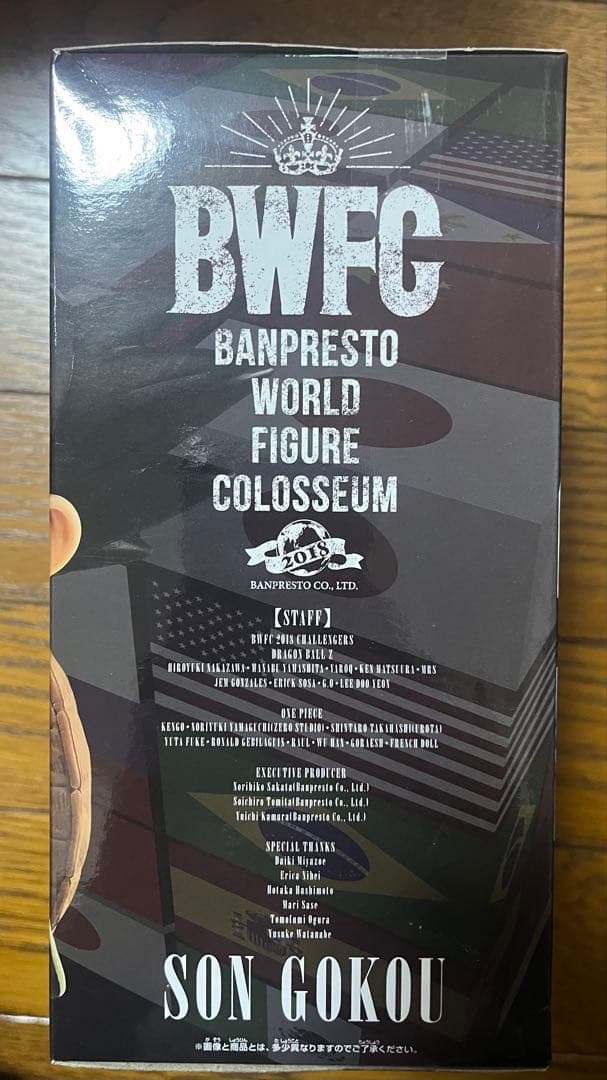 BWFC
BANPRESTO
WORLD
FIGURE
COLOSSEUM
2018
BANPRESTO CO., LTD.
【STAFF】
BWFC 2018 CHALLENGERS
DRAGON BALL Z
HIROYUKI NAKAZAWA・MANABU YAMASHITA・VAROQ・KEN MATSUURA・MRS
JEM GONZALES・ERICK SOSA・G.O・LEE DOO YEON
ONE PIECE
KENGO・NORIYUKI YAMAGUCHI(ZERO STUDIO)・SHINTARO TAKAHASHI(UROTA)
YUTA FUKE・RONALD GEBILAGUIN・RAUL・WU HAN・GORAESH・FRENCH DOLL
EXECUTIVE PRODUCER
Norihiko Sakata(Banpresto Co., Ltd.)
Soichiro Tomita(Banpresto Co., Ltd.)
Yuichi Kamura(Banpresto Co., Ltd.)
SPECIAL THANKS
Daiki Miyazoe
Erica Nihei
Hotaka Hashimoto
Mari Sase
Tomofumi Ogura
Yusuke Watanabe
SON GOKOU
※画像と商品とは、多少異なりますのでご了承ください。